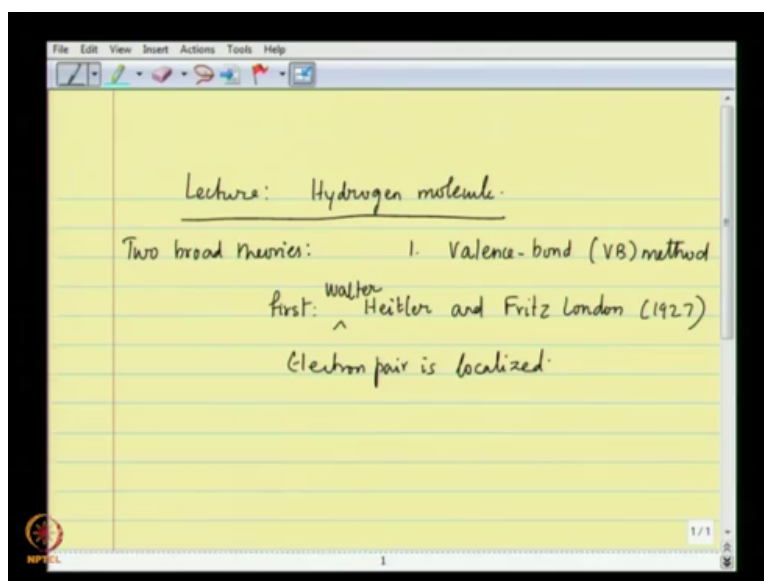 File Edit View Insert Actions Tools Help
Lecture: Hydrogen molecule.
Two broad theories: 1. Valence-bond (VB) method
first: Walter Heitler and Fritz London (1927)
Electron pair is localized.
1/1
1
NPTEL